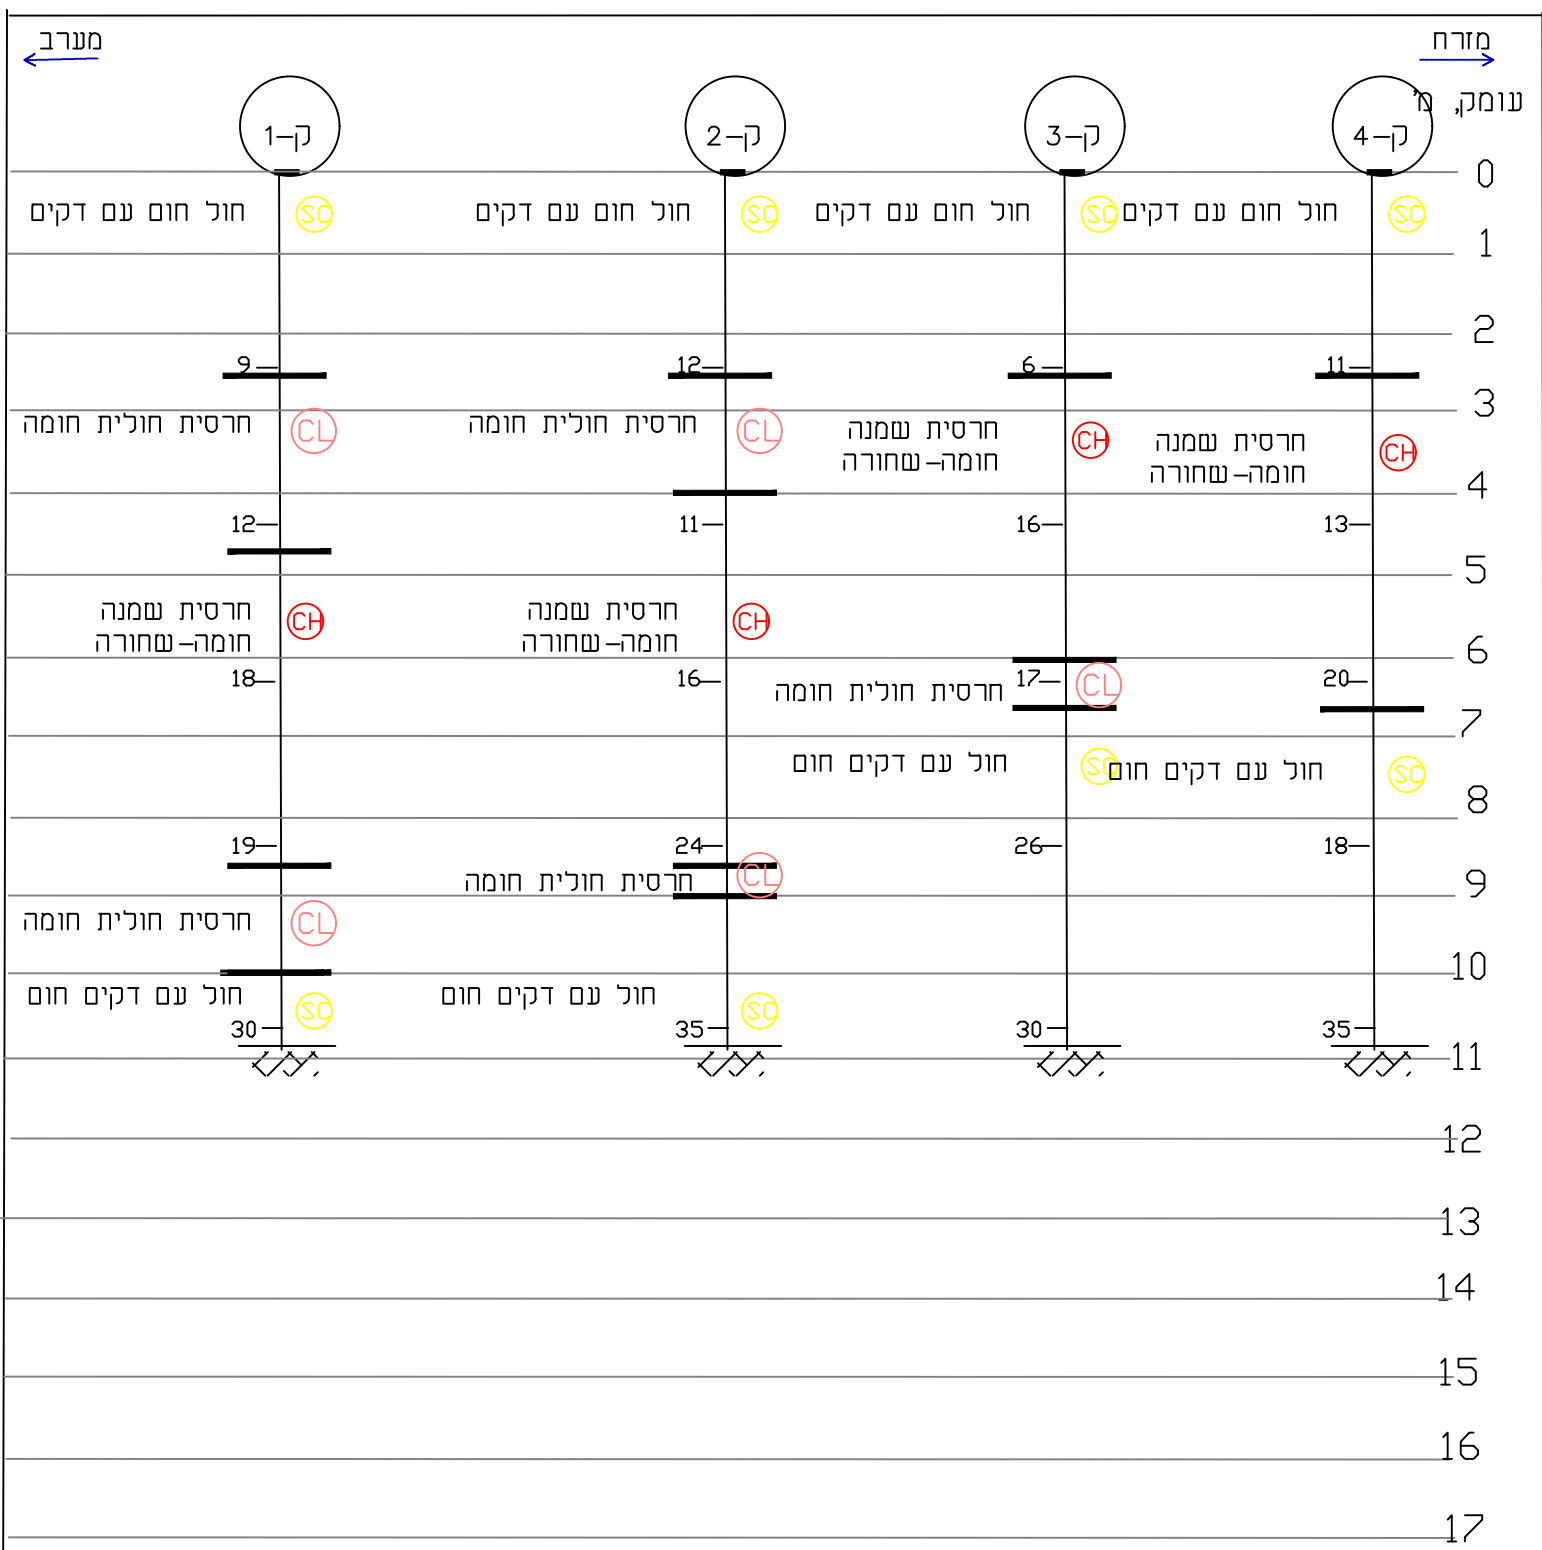 מזרח
מערב
עומק, מ'
ק-1
ק-2
ק-3
ק-4
0
חול חום עם דקים
SC
חול חום עם דקים
SC
חול חום עם דקים
SC
חול חום עם דקים
SC
1
2
9
12
6
11
3
חרסית חולית חומה
CL
חרסית חולית חומה
CL
חרסית שמנה
חומה-שחורה
CH
חרסית שמנה
חומה-שחורה
CH
4
12
11
16
13
5
חרסית שמנה
חומה-שחורה
CH
חרסית שמנה
חומה-שחורה
CH
6
18
16
17
20
חרסית חולית חומה
CL
7
חול עם דקים חום
SC
חול עם דקים חום
SC
8
19
24
26
18
חרסית חולית חומה
CL
9
חרסית חולית חומה
CL
10
חול עם דקים חום
SC
חול עם דקים חום
SC
30
35
30
35
11
12
13
14
15
16
17